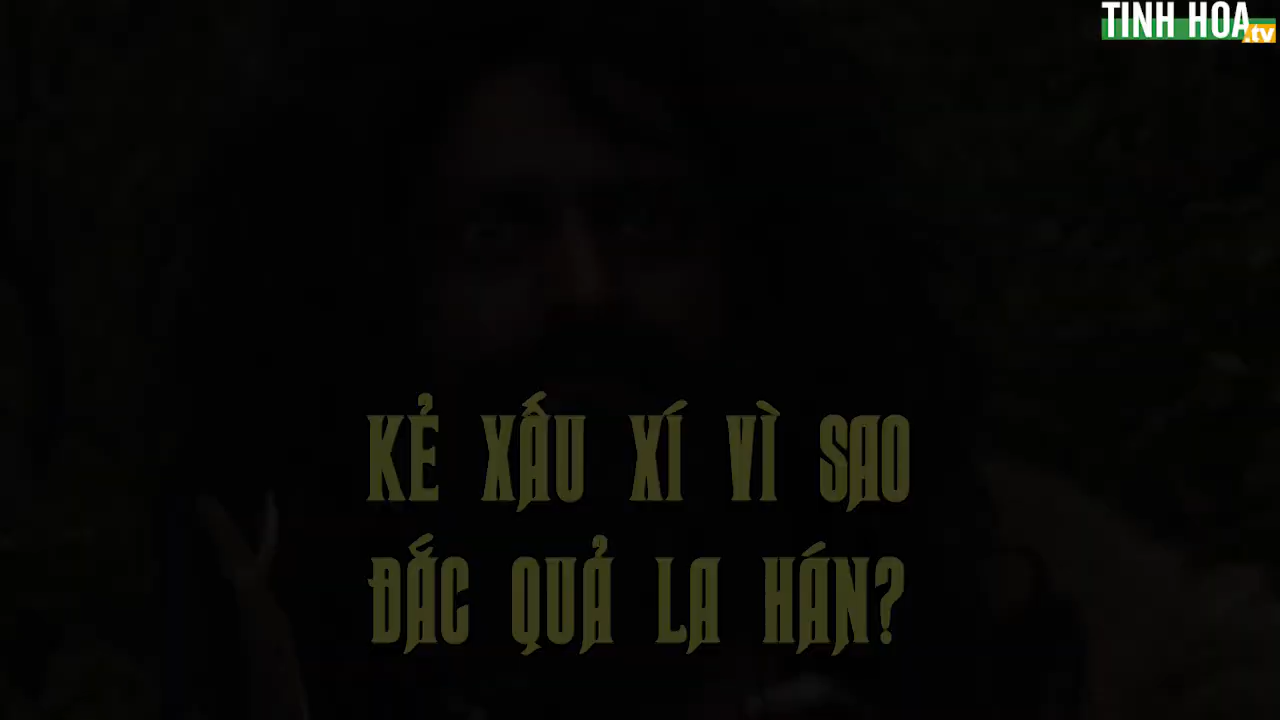 TINH HOA
.tv
KẺ XẤU XÍ VÌ SAO
ĐẮC QUẢ LA HÁN?